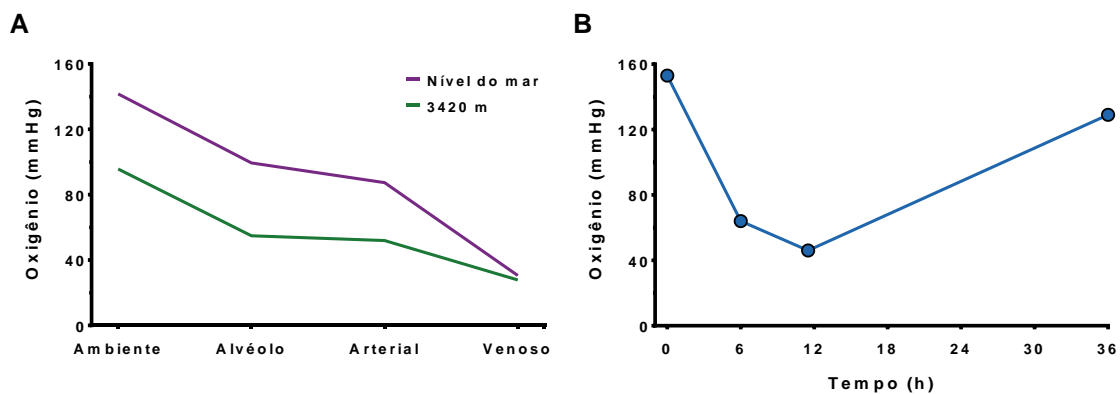 A
Oxigênio (mmHg)
160
120
80
40
0
Nível do mar
3420 m
Ambiente Alvéolo Arterial Venoso
B
Oxigênio (mmHg)
160
120
80
40
0
0 6 12 18 24 30 36
Tempo (h)